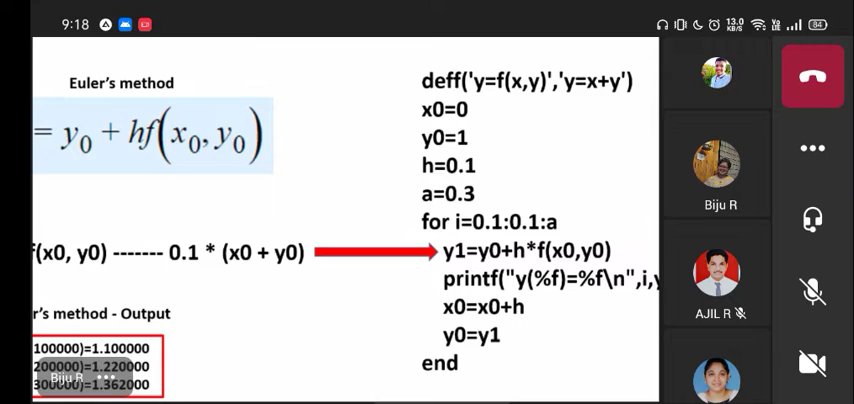 9:18
13.0 KB/S
84
Euler's method
= y0 + hf(x0, y0)
f(x0, y0) ------- 0.1 * (x0 + y0)
r's method - Output
100000)=1.100000
200000)=1.220000
300000)=1.362000
Biju R
deff('y=f(x,y)','y=x+y')
x0=0
y0=1
h=0.1
a=0.3
for i=0.1:0.1:a
y1=y0+h*f(x0,y0)
printf("y(%f)=%f\n",i,y
x0=x0+h
y0=y1
end
Biju R
AJIL R